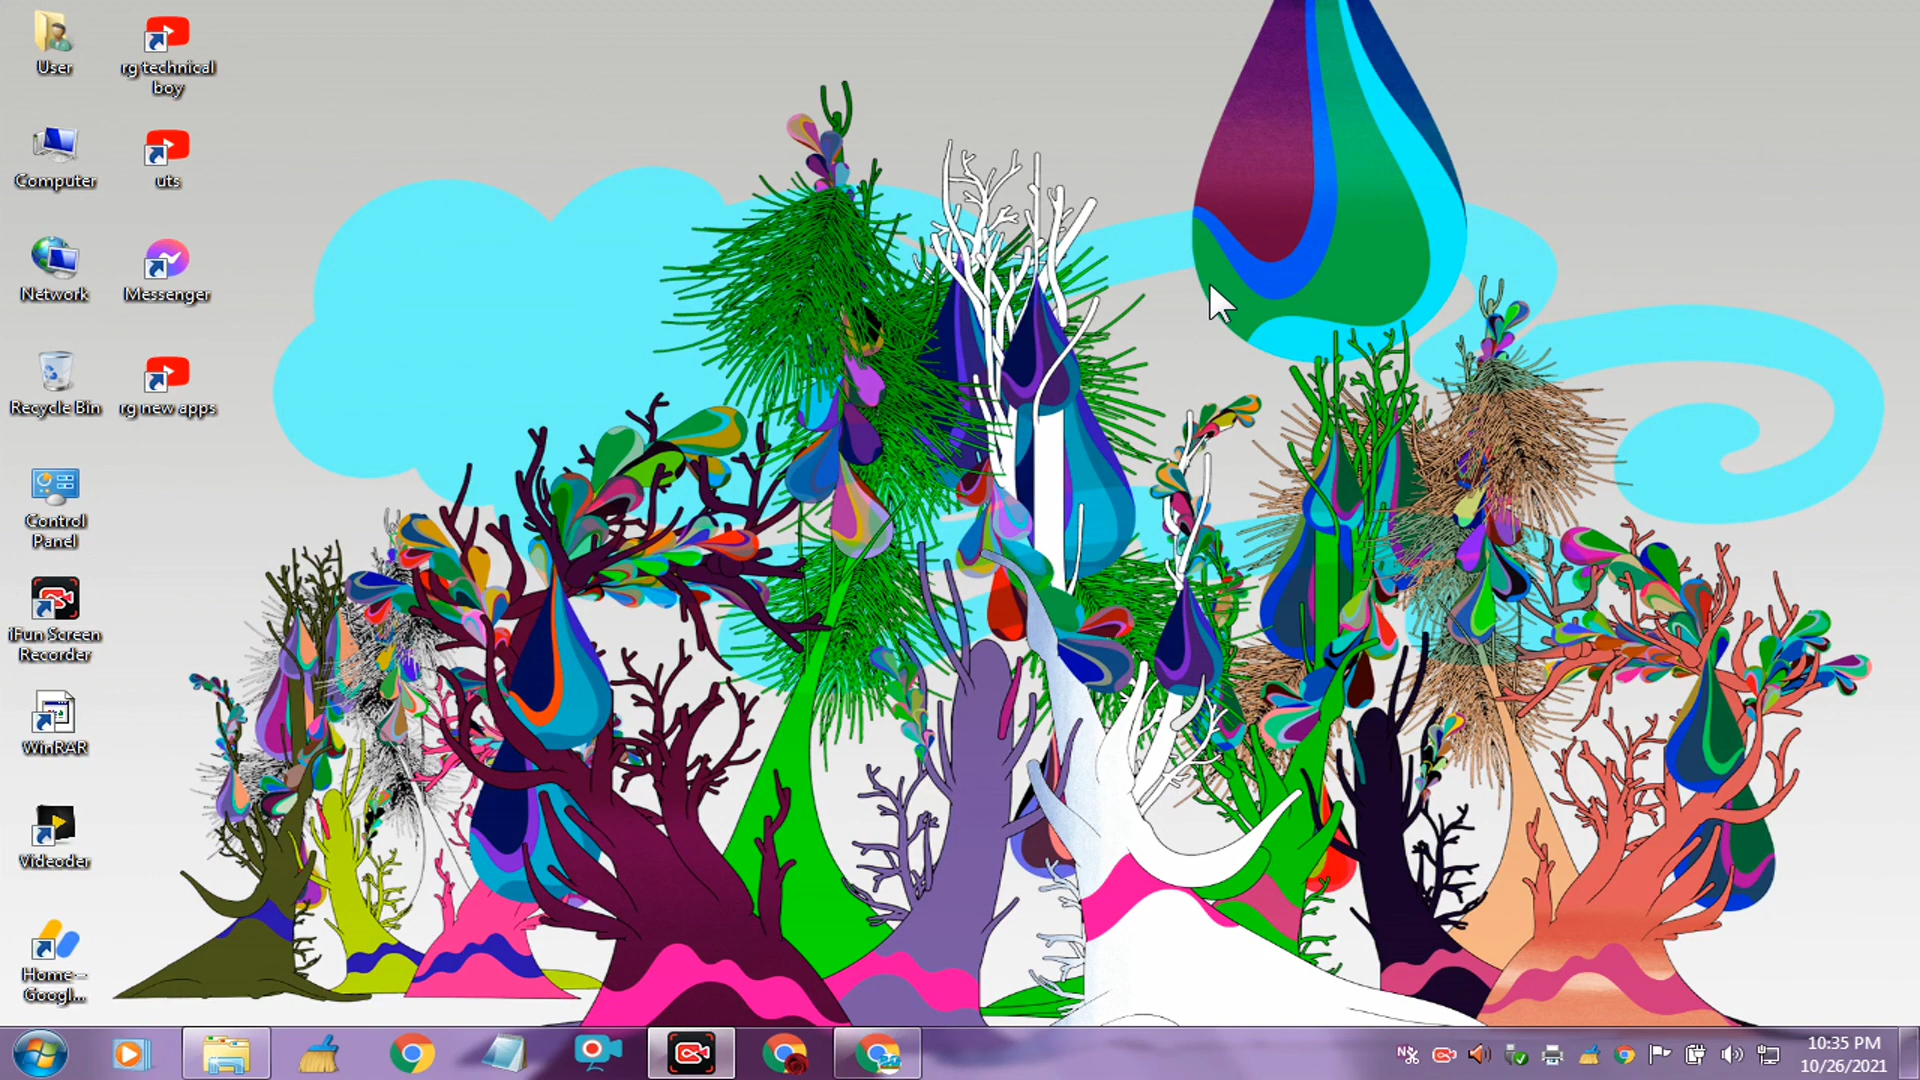 User
rg technical
boy
Computer
uts
Network
Messenger
Recycle Bin
rg new apps
Control
Panel
iFun Screen
Recorder
WinRAR
Videoder
Home –
Googl...
10:35 PM
10/26/2021